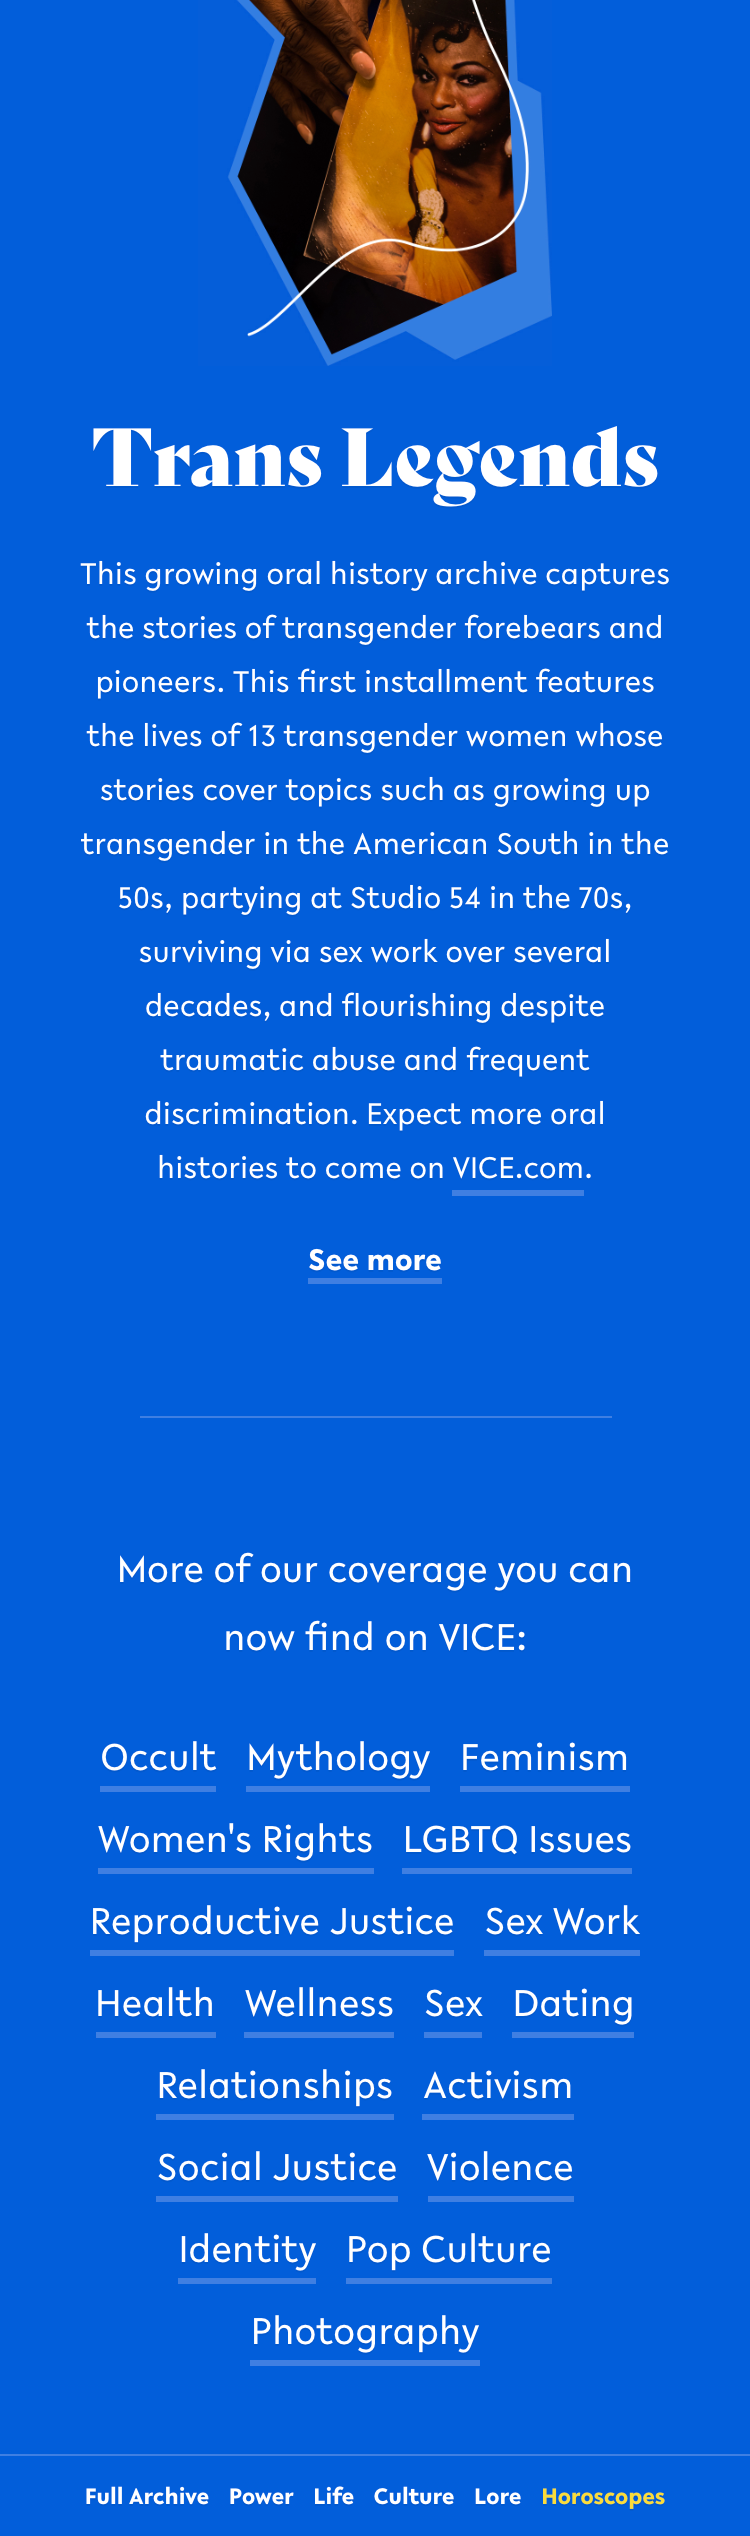 Trans Legends
This growing oral history archive captures
the stories of transgender forebears and
pioneers. This first installment features
the lives of 13 transgender women whose
stories cover topics such as growing up
transgender in the American South in the
50s, partying at Studio 54 in the 70s,
surviving via sex work over several
decades, and flourishing despite
traumatic abuse and frequent
discrimination. Expect more oral
histories to come on VICE.com.
See more
More of our coverage you can
now find on VICE:
Occult Mythology Feminism
Women's Rights LGBTQ Issues
Reproductive Justice Sex Work
Health Wellness Sex Dating
Relationships Activism
Social Justice Violence
Identity Pop Culture
Photography
Full Archive Power Life Culture Lore Horoscopes